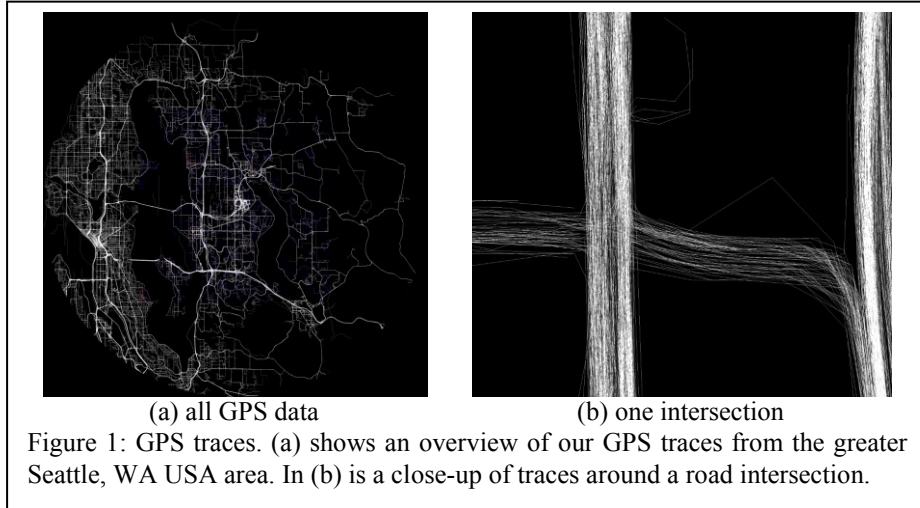 (a) all GPS data
(b) one intersection
Figure 1: GPS traces. (a) shows an overview of our GPS traces from the greater
Seattle, WA USA area. In (b) is a close-up of traces around a road intersection.